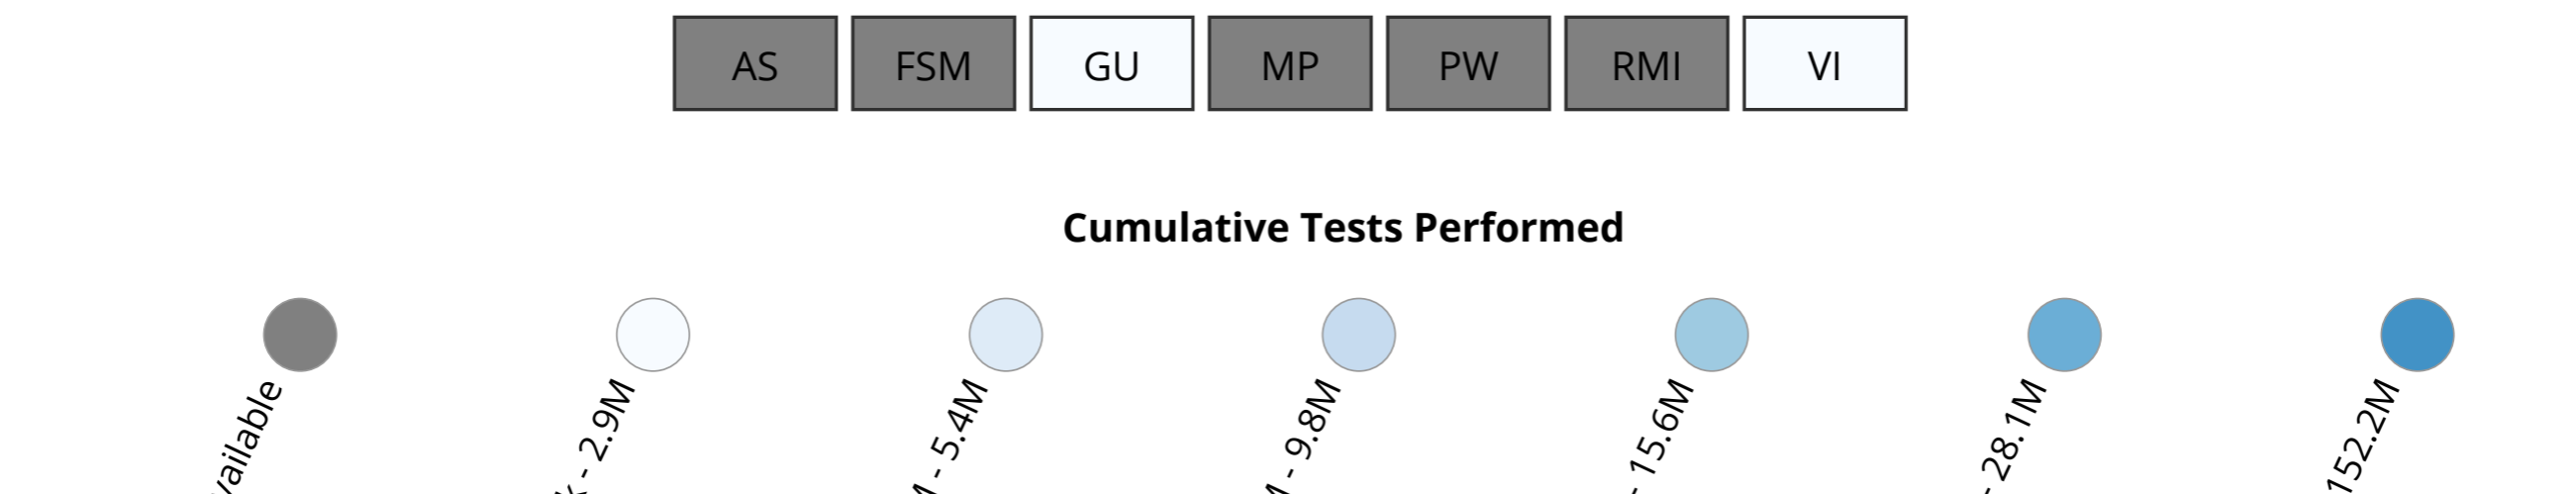 AS FSM GU MP PW RMI VI
Cumulative Tests Performed
- 2.9M
- 5.4M
- 9.8M
- 15.6M
- 28.1M
152.2M